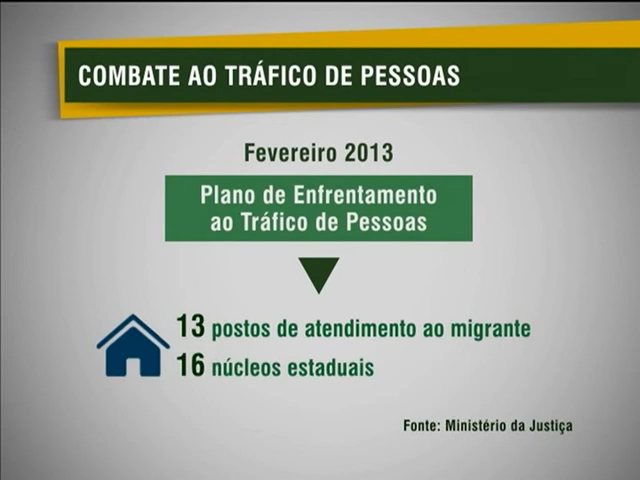 COMBATE AO TRÁFICO DE PESSOAS
Fevereiro 2013
Plano de Enfrentamento
ao Tráfico de Pessoas
13 postos de atendimento ao migrante
16 núcleos estaduais
Fonte: Ministério da Justiça